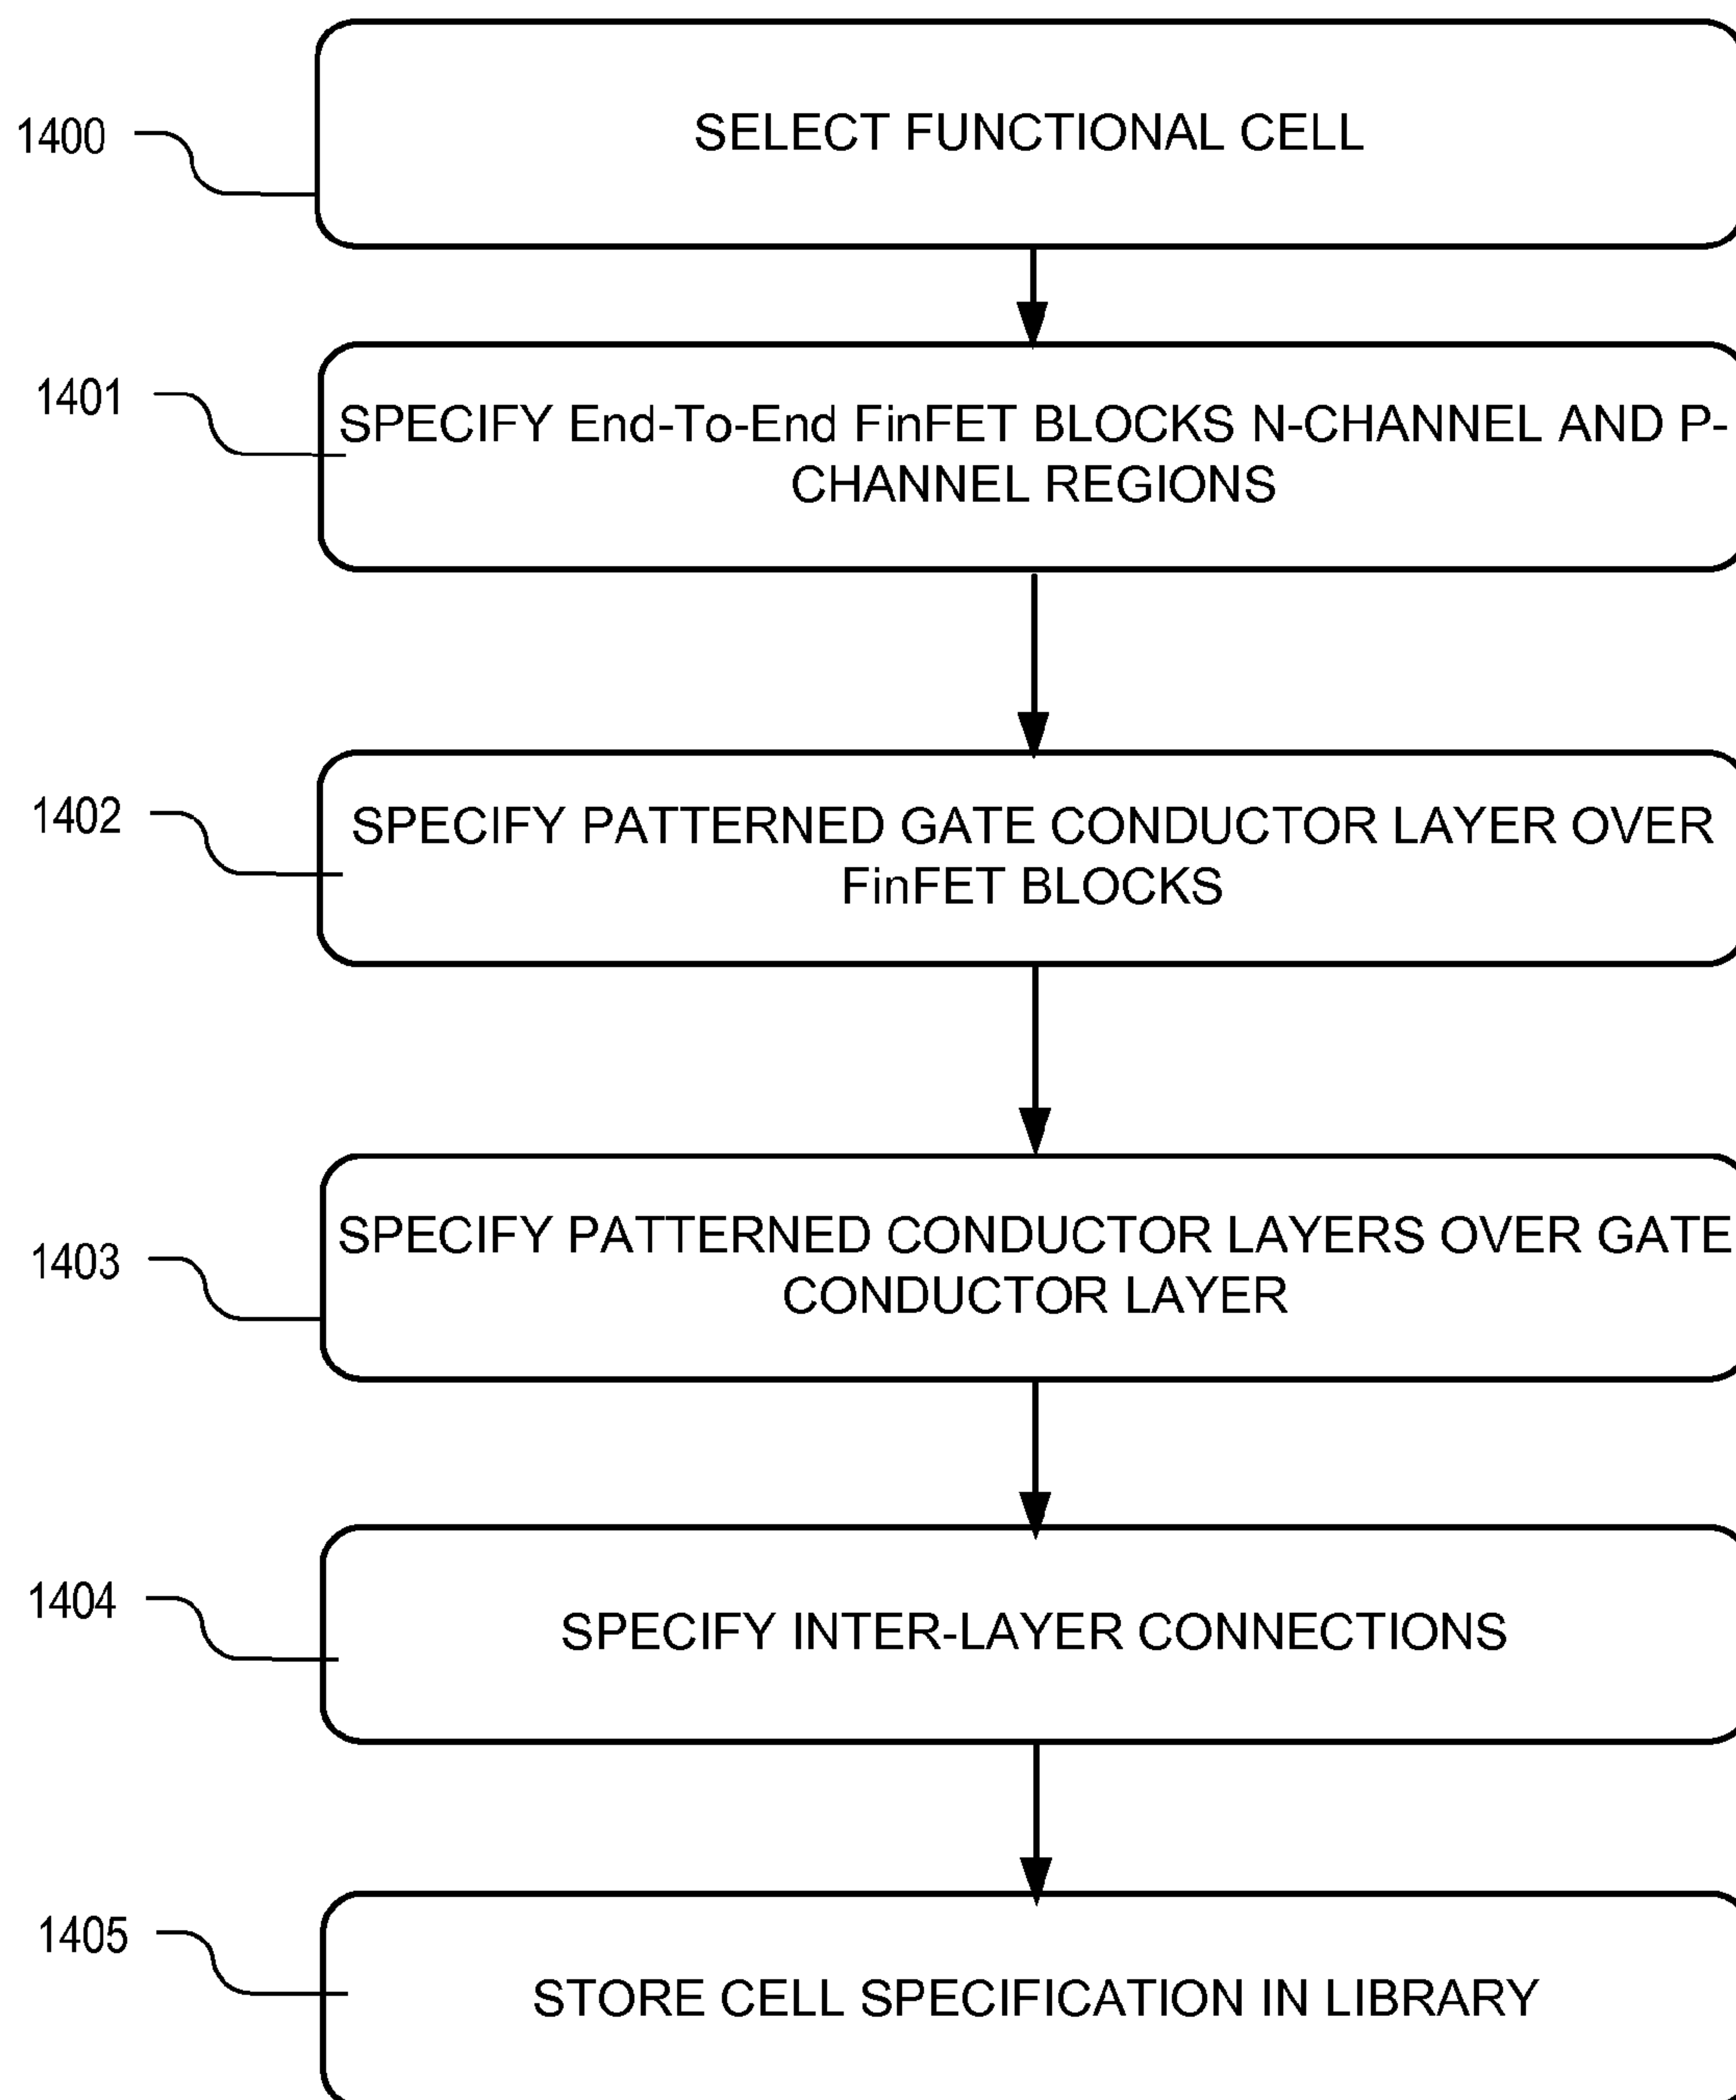 1400
SELECT FUNCTIONAL CELL
1401
SPECIFY End-To-End FinFET BLOCKS N-CHANNEL AND P-
CHANNEL REGIONS
1402
SPECIFY PATTERNED GATE CONDUCTOR LAYER OVER
FinFET BLOCKS
1403
SPECIFY PATTERNED CONDUCTOR LAYERS OVER GATE
CONDUCTOR LAYER
1404
SPECIFY INTER-LAYER CONNECTIONS
1405
STORE CELL SPECIFICATION IN LIBRARY